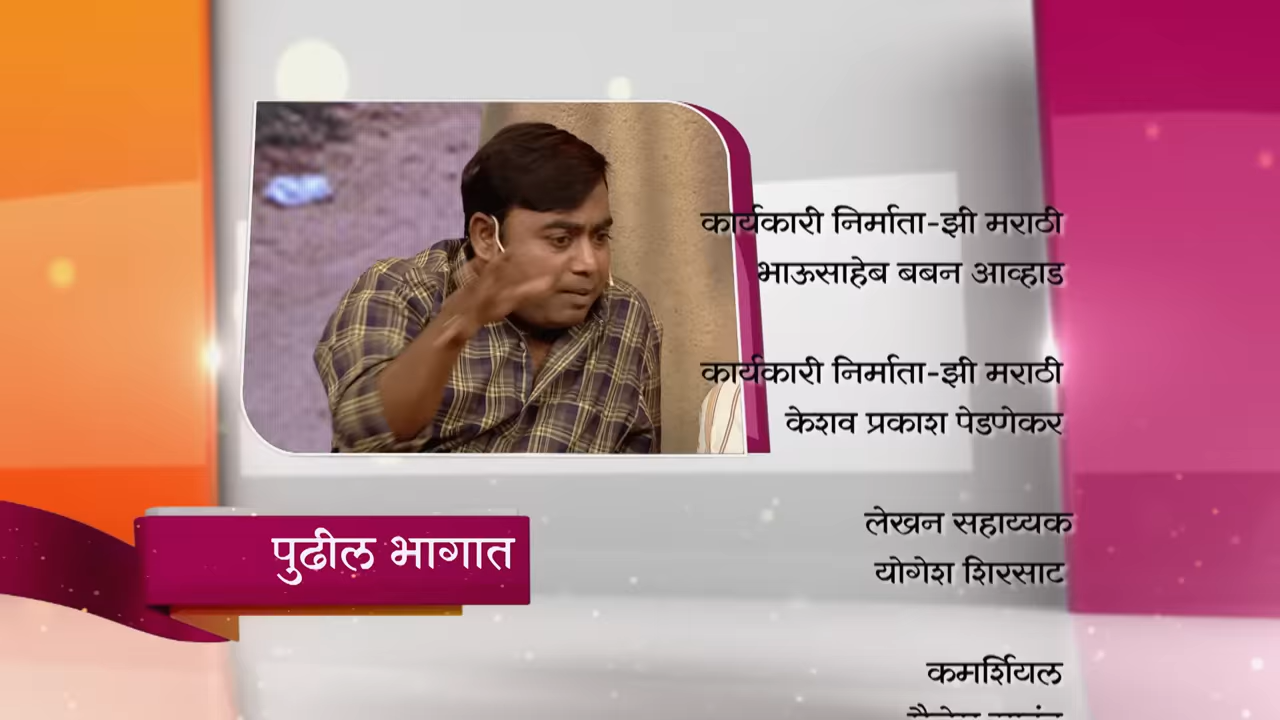 कार्यकारी निर्माता-झी मराठी
भाऊसाहेब बबन आव्हाड
कार्यकारी निर्माता-झी मराठी
केशव प्रकाश पेडणेकर
लेखन सहाय्यक
योगेश शिरसाट
पुढील भागात
कमर्शियल